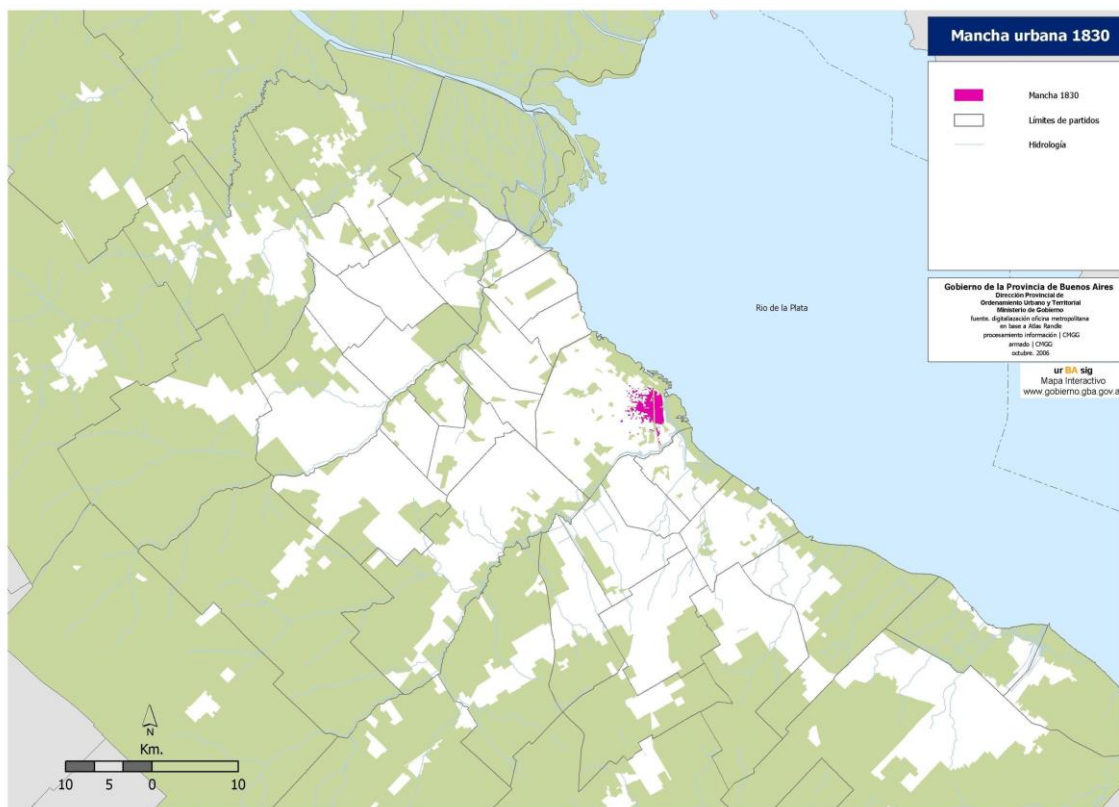 Mancha urbana 1830
Mancha 1830
Límites de partidos
Hidrología
Gobierno de la Provincia de Buenos Aires
Dirección Provincial de
Ordenamiento Urbano y Territorial
Ministerio de Gobierno
fuente. digitalización oficina metropolitana
en base a Atlas Randle
procesamiento información | CMGG
armado | CMGG
octubre. 2006
ur BA sig
Mapa Interactivo
www.gobierno.gba.gov.a
Rio de la Plata
N
Km.
10 5 0 10